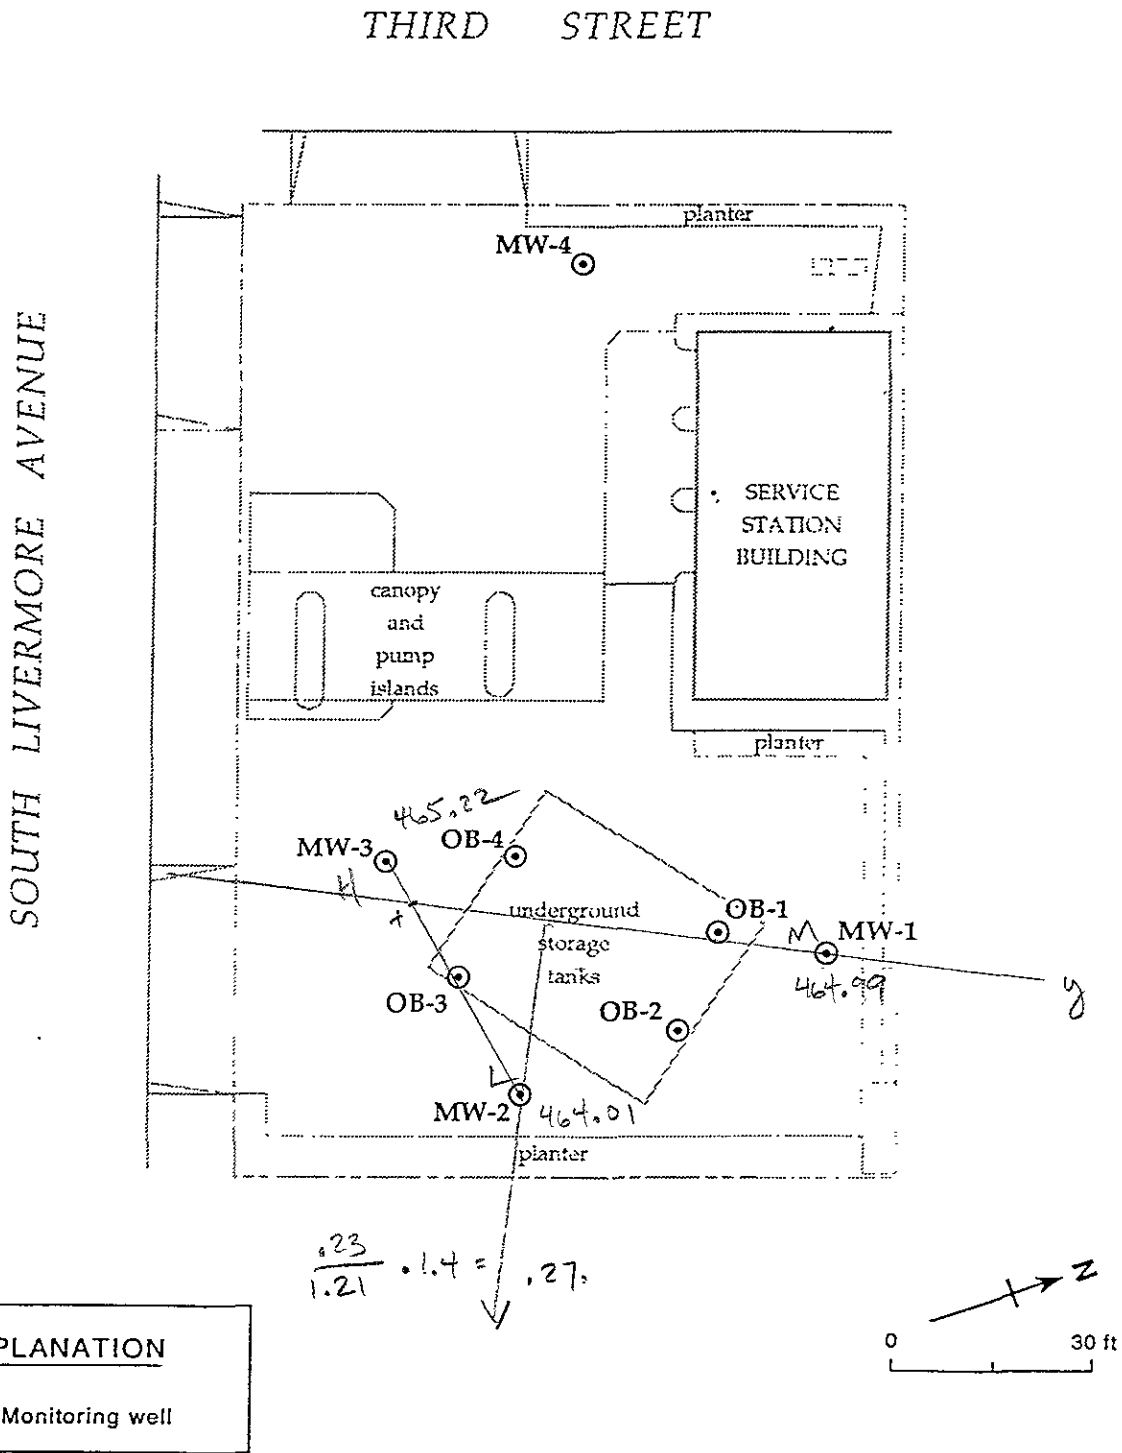 THIRD STREET
SOUTH LIVERMORE AVENUE
planter
MW-4
SERVICE
STATION
BUILDING
canopy
and
pump
islands
planter
465.22
MW-3
OB-4
H
x
underground
storage
tanks
OB-1
M
MW-1
464.99
y
OB-3
OB-2
L
MW-2
464.01
planter
.23
1.21
· 1.4 = .27.
N
0 30 ft
PLANATION
Monitoring well